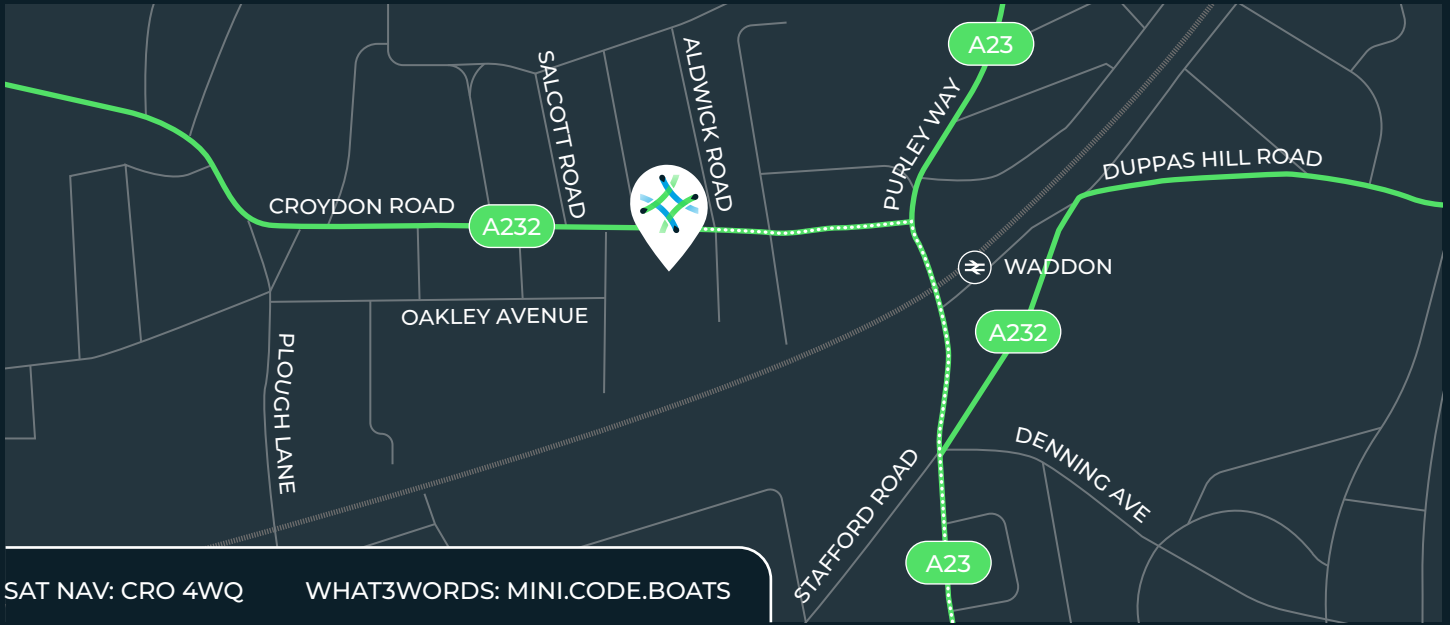 A23
SALCOTT ROAD
ALDWICK ROAD
PURLEY WAY
DUPPAS HILL ROAD
CROYDON ROAD
A232
WADDON
OAKLEY AVENUE
A232
PLOUGH LANE
DENNING AVE
STAFFORD ROAD
A23
SAT NAV: CRO 4WQ
WHAT3WORDS: MINI.CODE.BOATS